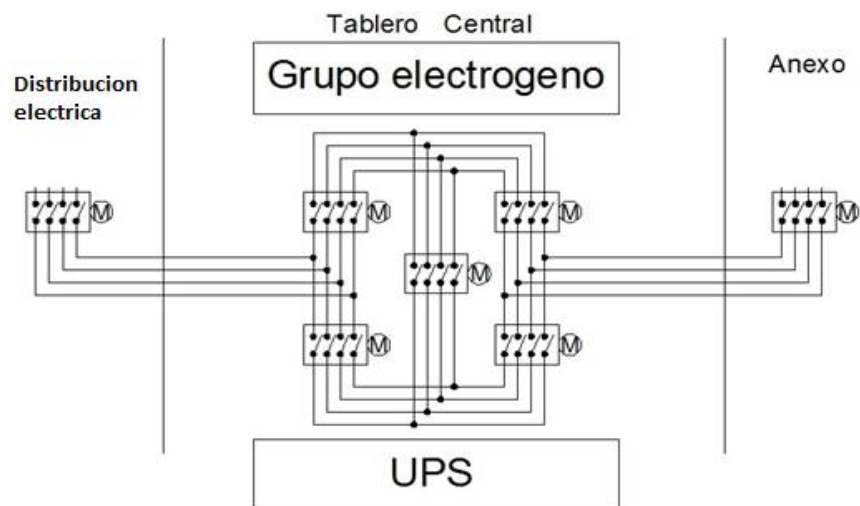 Tablero Central
Grupo electrogeno
Distribucion
electrica
Anexo
M
M
M
M
M
M
M
UPS